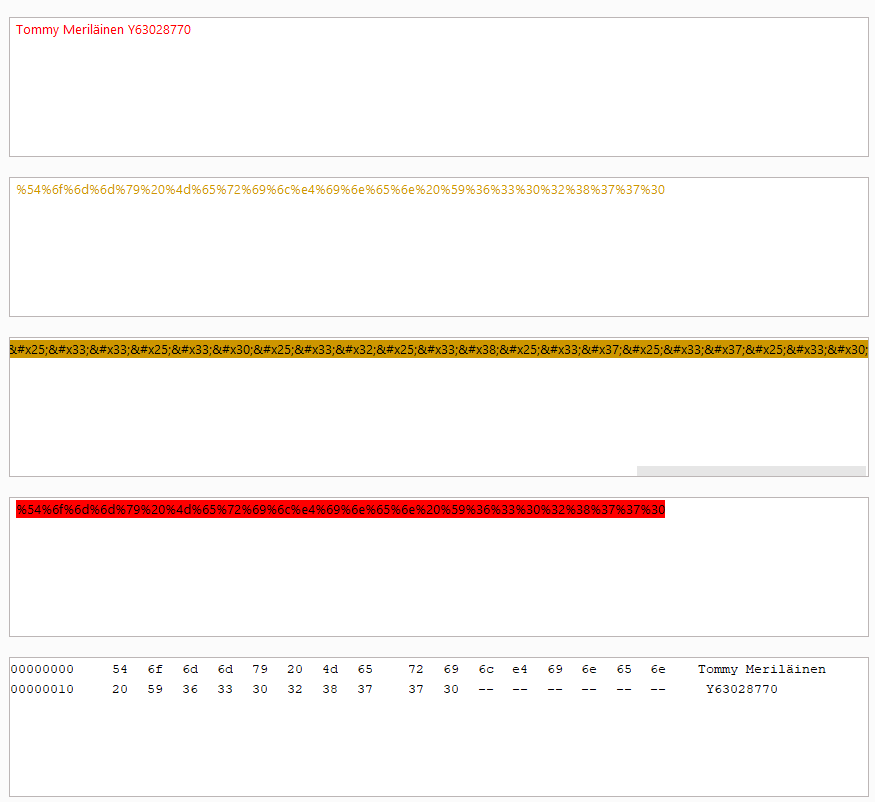 Tommy Meriläinen Y63028770
%54%6f%6d%6d%79%20%4d%65%72%69%6c%e4%69%6e%65%6e%20%59%36%33%30%32%38%37%37%30
&#x25;&#x33;&#x33;&#x25;&#x33;&#x30;&#x25;&#x33;&#x32;&#x25;&#x33;&#x38;&#x25;&#x33;&#x37;&#x25;&#x33;&#x37;&#x25;&#x33;&#x30;
%54%6f%6d%6d%79%20%4d%65%72%69%6c%e4%69%6e%65%6e%20%59%36%33%30%32%38%37%37%30
00000000 54 6f 6d 6d 79 20 4d 65 72 69 6c e4 69 6e 65 6e Tommy Meriläinen
00000010 20 59 36 33 30 32 38 37 37 30 -- -- -- -- -- -- Y63028770